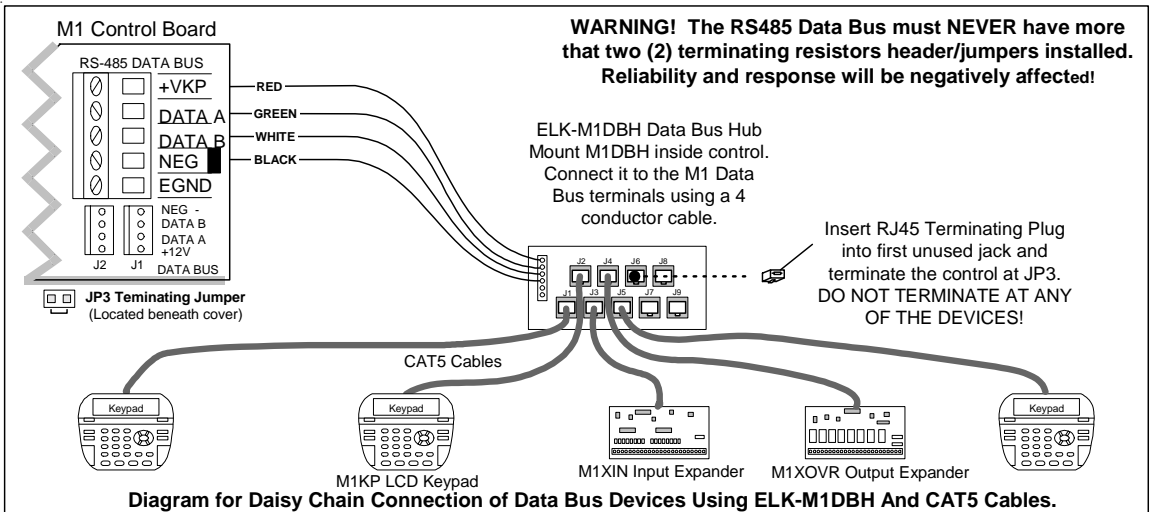 M1 Control Board
WARNING! The RS485 Data Bus must NEVER have more
that two (2) terminating resistors header/jumpers installed.
Reliability and response will be negatively affected!
RS-485 DATA BUS
+VKP
DATA A
DATA B
NEG
EGND
RED
GREEN
WHITE
BLACK
NEG -
DATA B
DATA A
+12V
J2 J1 DATA BUS
JP3 Teminating Jumper
(Located beneath cover)
ELK-M1DBH Data Bus Hub
Mount M1DBH inside control.
Connect it to the M1 Data
Bus terminals using a 4
conductor cable.
Insert RJ45 Terminating Plug
into first unused jack and
terminate the control at JP3.
DO NOT TERMINATE AT ANY
OF THE DEVICES!
J2 J4 J6 J8
J1 J3 J5 J7 J9
CAT5 Cables
Keypad
Keypad
Keypad
M1KP LCD Keypad
M1XIN Input Expander
M1XOVR Output Expander
Diagram for Daisy Chain Connection of Data Bus Devices Using ELK-M1DBH And CAT5 Cables.